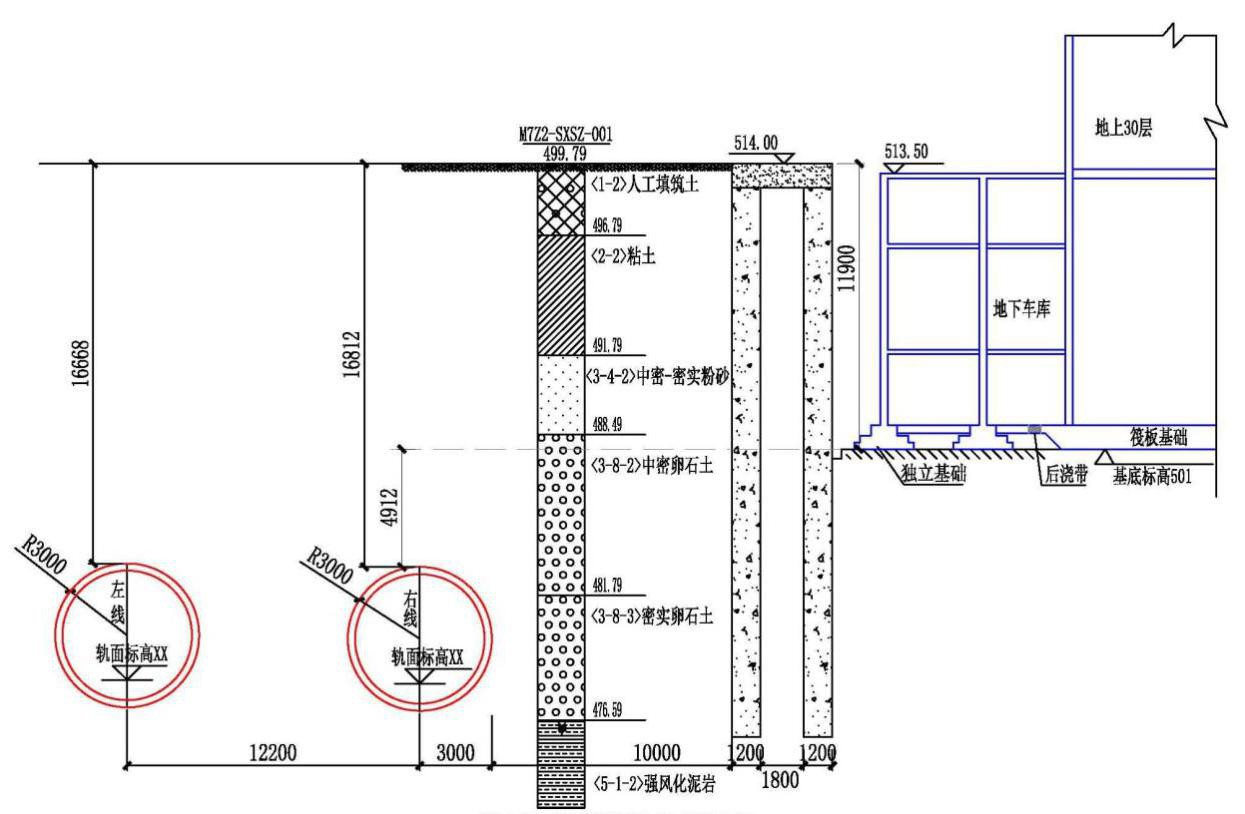 地上30层
M7Z2-SXSZ-001
499.79
514.00
513.50
<1-2>人工填筑土
496.79
<2-2>粘土
11900
地下车库
16668
16812
491.79
<3-4-2>中密-密实粉砂
488.49
筏板基础
<3-8-2>中密卵石土
独立基础
后浇带
基底标高501
4912
R3000
R3000
481.79
左线
右线
<3-8-3>密实卵石土
轨面标高XX
轨面标高XX
476.59
12200
3000
10000
1200
1200
1800
<5-1-2>强风化泥岩